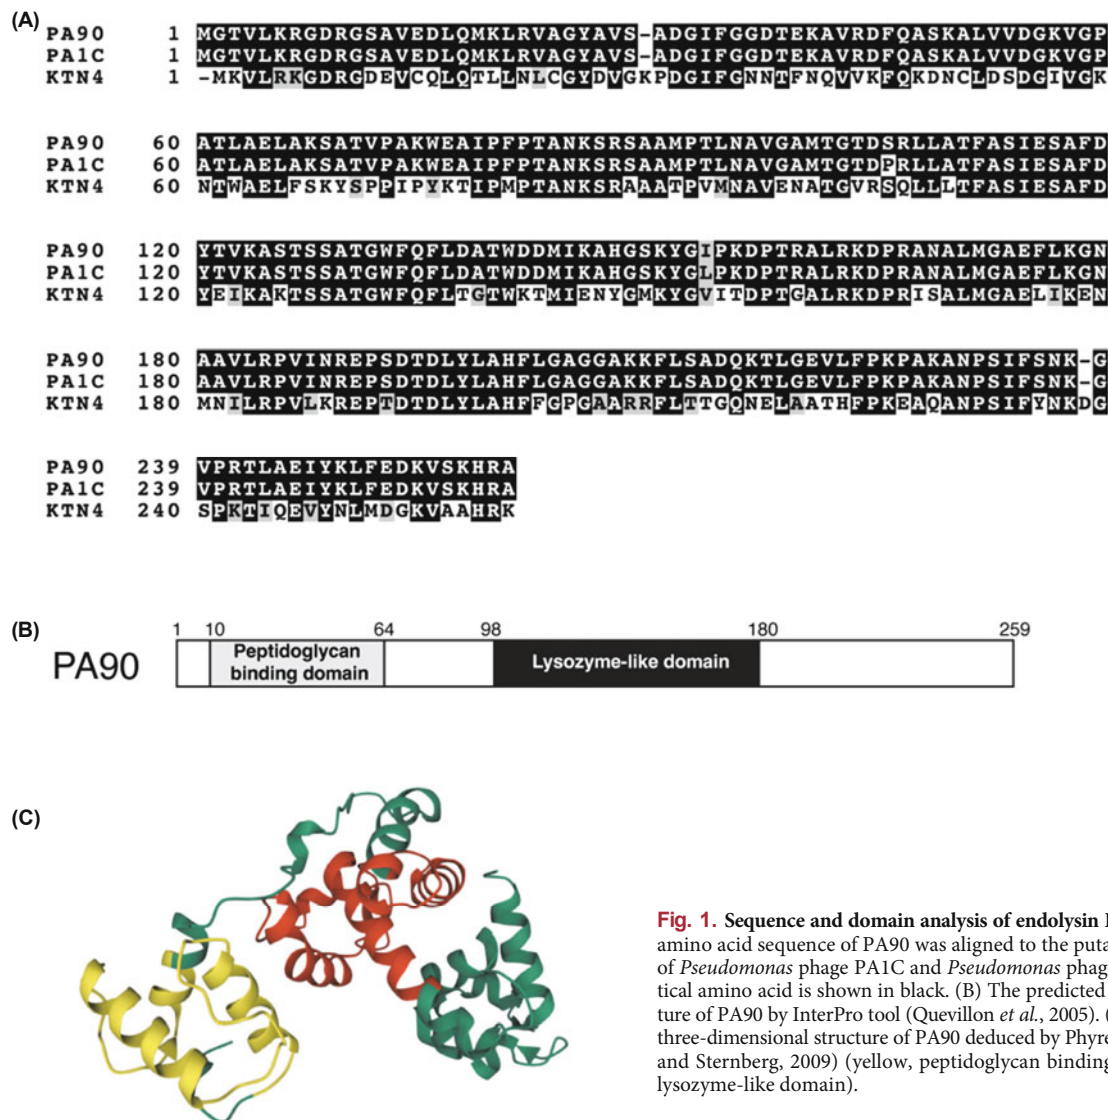 (A)
PA90 1 MGTVLKRGDRGSAVEDLQMKLRVAGYAVS-ADGIFGGDTEKAVRDFQASKALVVDGKVGP
PA1C 1 MGTVLKRGDRGSAVEDLQMKLRVAGYAVS-ADGIFGGDTEKAVRDFQASKALVVDGKVGP
KTN4 1 -MKVLRKGDRGDEVCQLQTLLNLCGYDVGKPDGIFGNNTFNQVVKFQKDNCLDSDGIVGK
PA90 60 ATLAELAKSATVPAKWEAIPFPTANKSRSAAMPTLNAVGAMTGTDSRLLATFASIESAFD
PA1C 60 ATLAELAKSATVPAKWEAIPFPTANKSRSAAMPTLNAVGAMTGTDPRLLATFASIESAFD
KTN4 60 NTWAELFSKYSPPIPYKTIPMPTANKSRAAATPVMNAVENATGVRSQLLLTFASIESAFD
PA90 120 YTVKASTSSATGWFQFLDATWDDMIKAHGSKYGIPKDPTRALRKDPRANALMGAEFLKGN
PA1C 120 YTVKASTSSATGWFQFLDATWDDMIKAHGSKYGLPKDPTRALRKDPRANALMGAEFLKGN
KTN4 120 YEIKAKTSSATGWFQFLTGTWKTMIENYGMKYGVITDPTGALRKDPRISALMGAELIKEN
PA90 180 AAVLRPVINREPSDTDLYLAHFLGAGGAKKFLSADQKTLGEVLFPKPAKANPSIFSNK-G
PA1C 180 AAVLRPVINREPSDTDLYLAHFLGAGGAKKFLSADQKTLGEVLFPKPAKANPSIFSNK-G
KTN4 180 MNILRPVLKREPTDTDLYLAHFFGPGAARRFLTTGQNELAATHFPKEAQANPSIFYNKDG
PA90 239 VPRTLAEIYKLFEDKVSKHRA
PA1C 239 VPRTLAEIYKLFEDKVSKHRA
KTN4 240 SPKTIQEVYNLMDGKVAAHRK
(B)
1 10 64 98 180 259
PA90
Peptidoglycan
binding domain
Lysozyme-like domain
(C)
Fig. 1. Sequence and domain analysis of endolysin
amino acid sequence of PA90 was aligned to the puta
of Pseudomonas phage PA1C and Pseudomonas phag
tical amino acid is shown in black. (B) The predicted
ture of PA90 by InterPro tool (Quevillon et al., 2005). (
three-dimensional structure of PA90 deduced by Phyre
and Sternberg, 2009) (yellow, peptidoglycan binding
lysozyme-like domain).